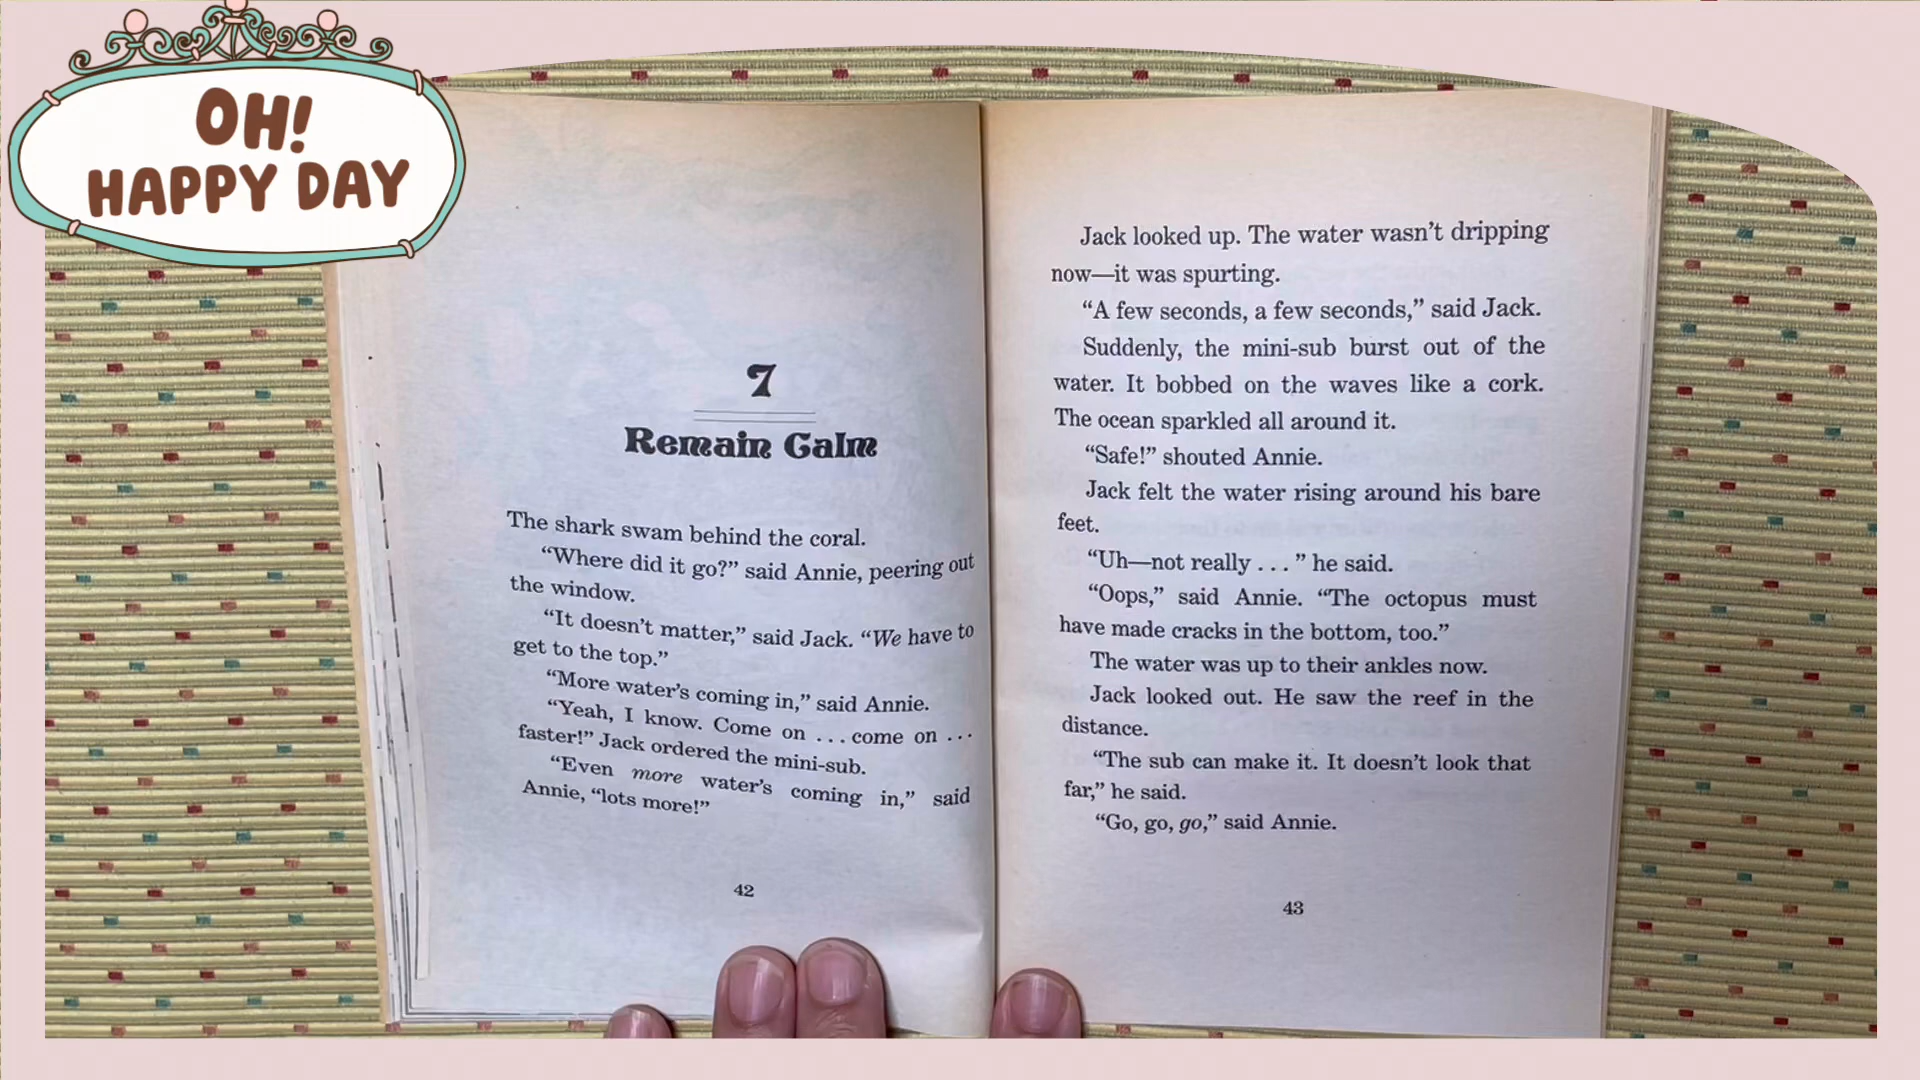 OH!
HAPPY DAY
7
Remain Calm
The shark swam behind the coral.
“Where did it go?” said Annie, peering out
the window.
“It doesn’t matter,” said Jack. “We have to
get to the top.”
“More water’s coming in,” said Annie.
“Yeah, I know. Come on . . . come on . . .
faster!” Jack ordered the mini-sub.
“Even more water’s coming in,” said
Annie, “lots more!”
42
Jack looked up. The water wasn’t dripping
now—it was spurting.
“A few seconds, a few seconds,” said Jack.
Suddenly, the mini-sub burst out of the
water. It bobbed on the waves like a cork.
The ocean sparkled all around it.
“Safe!” shouted Annie.
Jack felt the water rising around his bare
feet.
“Uh—not really . . . ” he said.
“Oops,” said Annie. “The octopus must
have made cracks in the bottom, too.”
The water was up to their ankles now.
Jack looked out. He saw the reef in the
distance.
“The sub can make it. It doesn’t look that
far,” he said.
“Go, go, go,” said Annie.
43